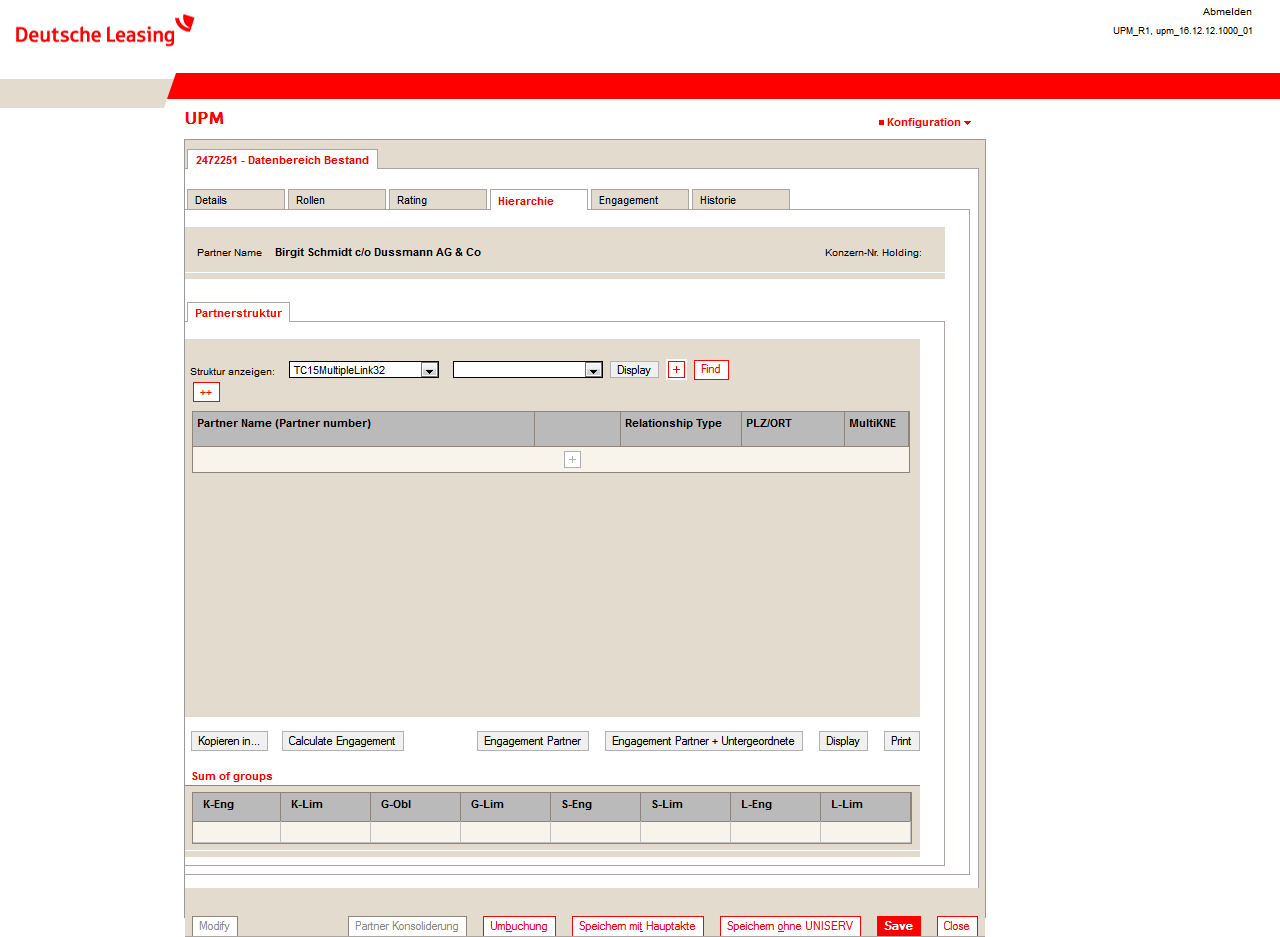 Abmelden
Deutsche Leasing
UPM_R1, upm_16.12.12.1000_01
UPM
Konfiguration
2472251 - Datenbereich Bestand
Details Rollen Rating Hierarchie Engagement Historie
Partner Name Birgit Schmidt c/o Dussmann AG & Co Konzern-Nr. Holding:
Partnerstruktur
Struktur anzeigen: TC15MultipleLink32 Display + Find
++
Partner Name (Partner number) Relationship Type PLZ/ORT MultiKNE
+
Kopieren in... Calculate Engagement Engagement Partner Engagement Partner + Untergeordnete Display Print
Sum of groups
K-Eng K-Lim G-Obl G-Lim S-Eng S-Lim L-Eng L-Lim
Modify Partner Konsolidierung Umbuchung Speichern mit Hauptakte Speichern ohne UNISERV Save Close